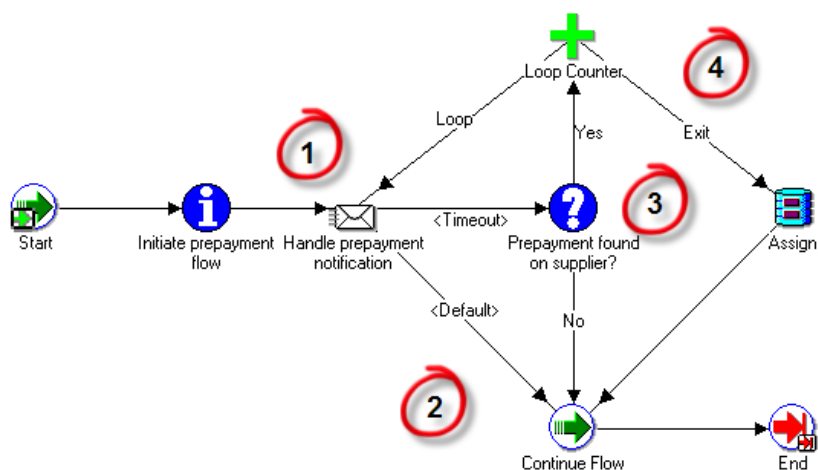 Loop Counter
4
Loop
Yes
Exit
1
3
<Timeout>
Start
Initiate prepayment
flow
Handle prepayment
notification
Prepayment found
on supplier?
Assign
<Default>
No
2
Continue Flow
End